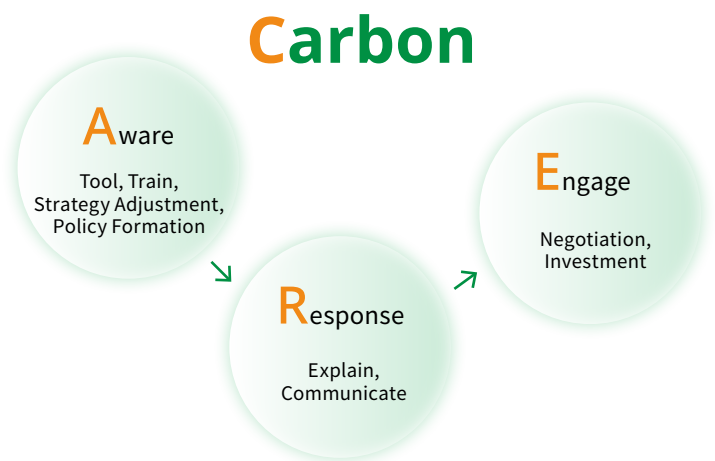 Carbon
Aware
Tool, Train,
Strategy Adjustment,
Policy Formation
Response
Explain,
Communicate
Engage
Negotiation,
Investment